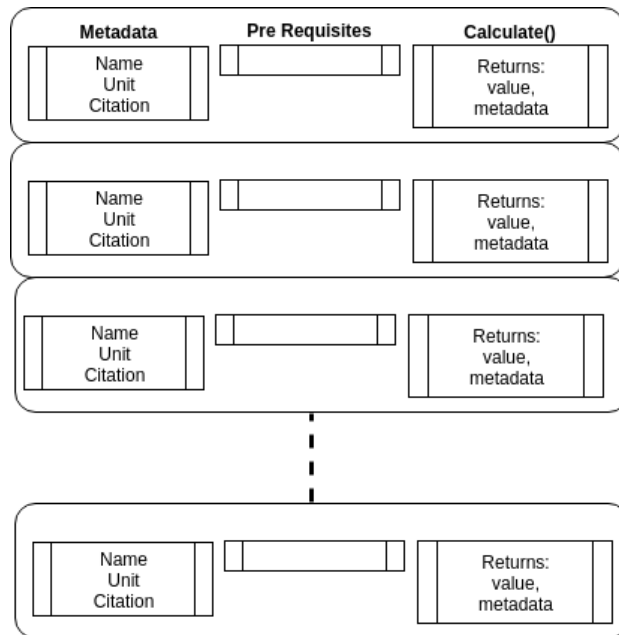 Metadata
Pre Requisites
Calculate()
Name
Unit
Citation
Returns:
value,
metadata
Name
Unit
Citation
Returns:
value,
metadata
Name
Unit
Citation
Returns:
value,
metadata
Name
Unit
Citation
Returns:
value,
metadata